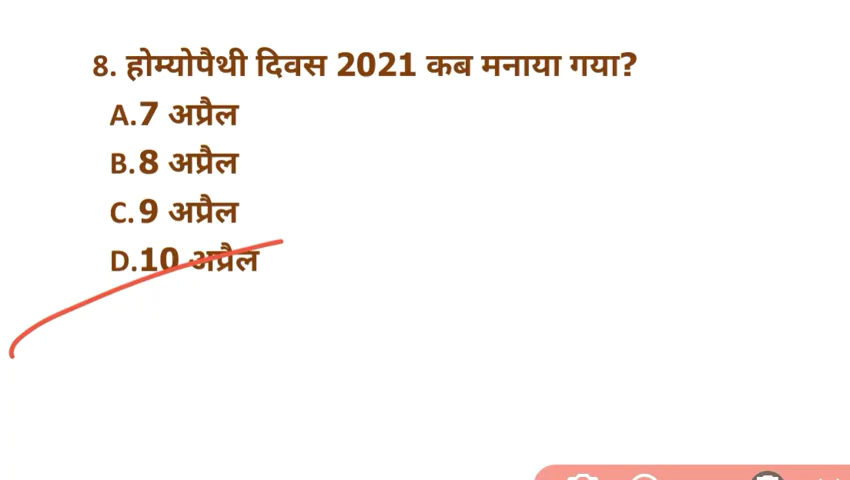 8. होम्योपैथी दिवस 2021 कब मनाया गया?
A.7 अप्रैल
B.8 अप्रैल
C.9 अप्रैल
D.10 अप्रैल